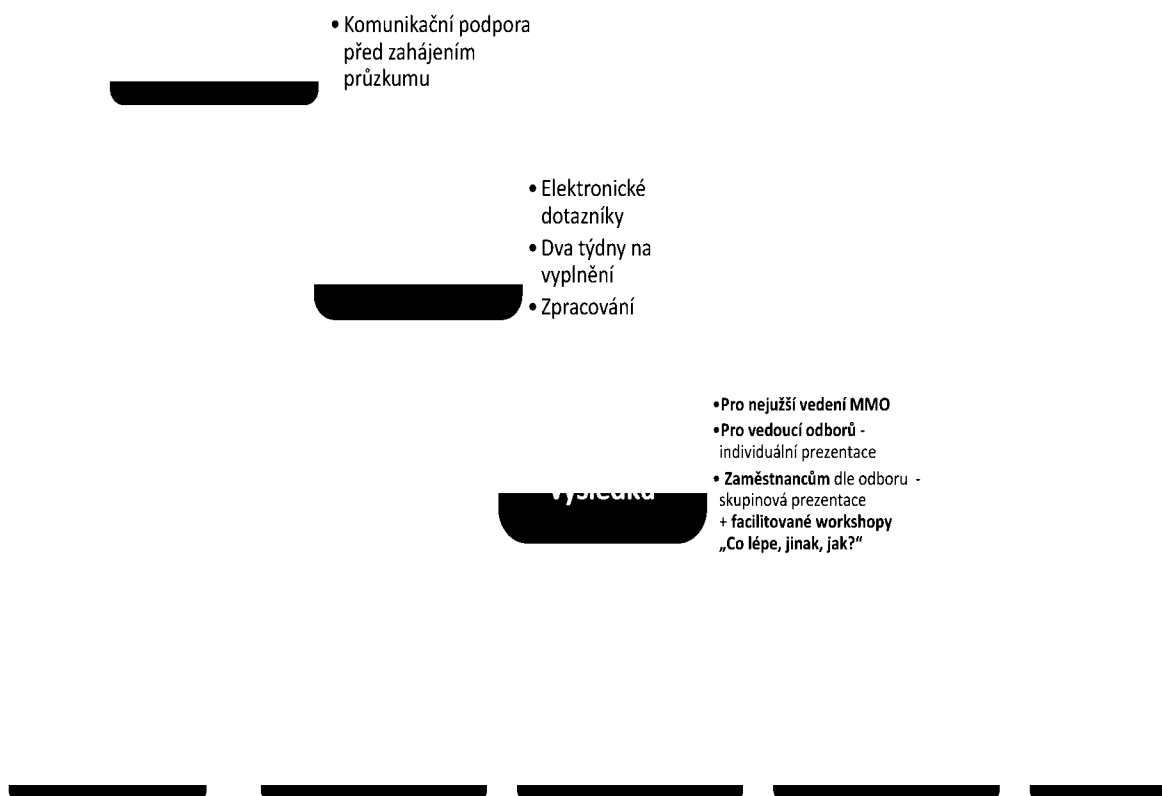 • Komunikační podpora
před zahájením
průzkumu
• Elektronické
dotazníky
• Dva týdny na
vyplnění
• Zpracování
•Pro nejužší vedení MMO
•Pro vedoucí odborů -
individuální prezentace
• Zaměstnancům dle odboru -
skupinová prezentace
+ facilitované workshopy
„Co lépe, jinak, jak?“